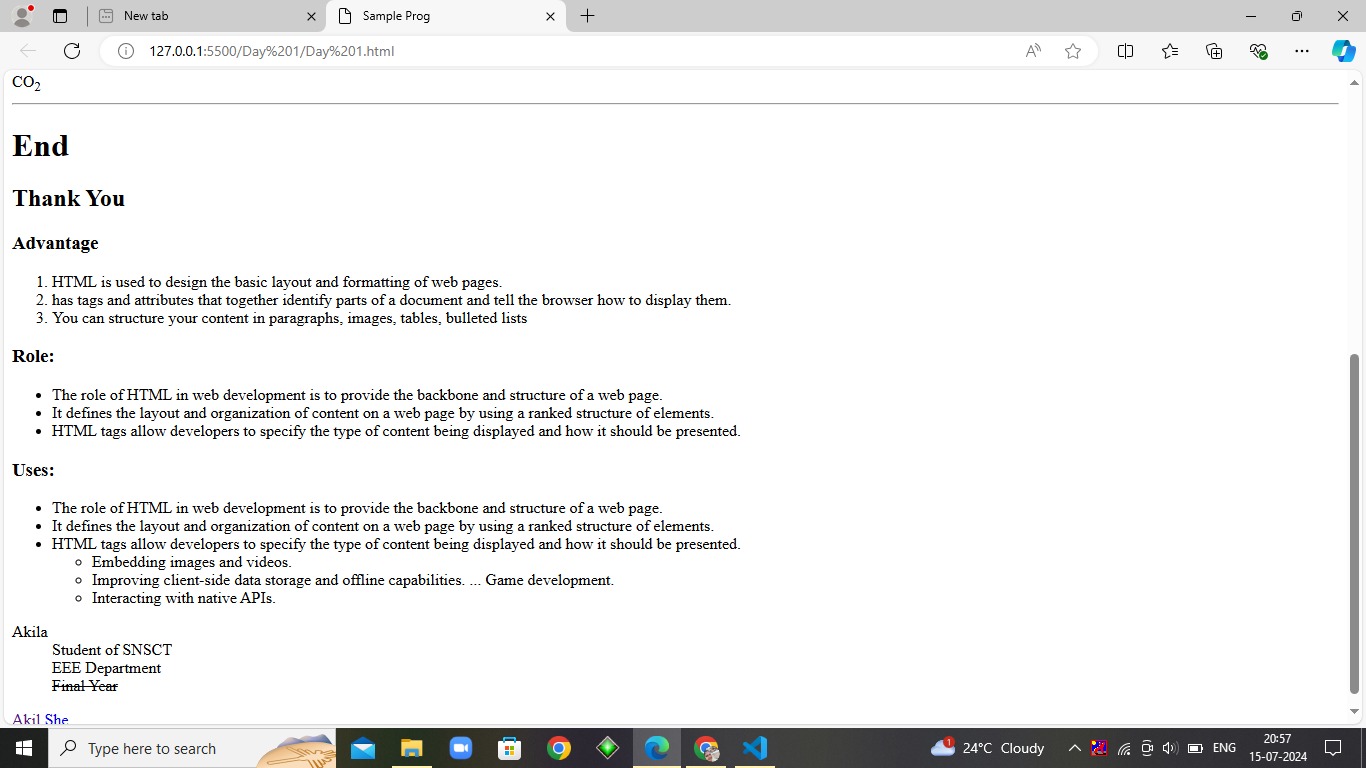 New tab
Sample Prog
127.0.0.1:5500/Day%201/Day%201.html
CO2
End
Thank You
Advantage
1. HTML is used to design the basic layout and formatting of web pages.
2. has tags and attributes that together identify parts of a document and tell the browser how to display them.
3. You can structure your content in paragraphs, images, tables, bulleted lists
Role:
• The role of HTML in web development is to provide the backbone and structure of a web page.
• It defines the layout and organization of content on a web page by using a ranked structure of elements.
• HTML tags allow developers to specify the type of content being displayed and how it should be presented.
Uses:
• The role of HTML in web development is to provide the backbone and structure of a web page.
• It defines the layout and organization of content on a web page by using a ranked structure of elements.
• HTML tags allow developers to specify the type of content being displayed and how it should be presented.
◦ Embedding images and videos.
◦ Improving client-side data storage and offline capabilities. ... Game development.
◦ Interacting with native APIs.
Akila
Student of SNSCT
EEE Department
Final Year
Akil She
Type here to search
1
24°C Cloudy
ENG
20:57
15-07-2024